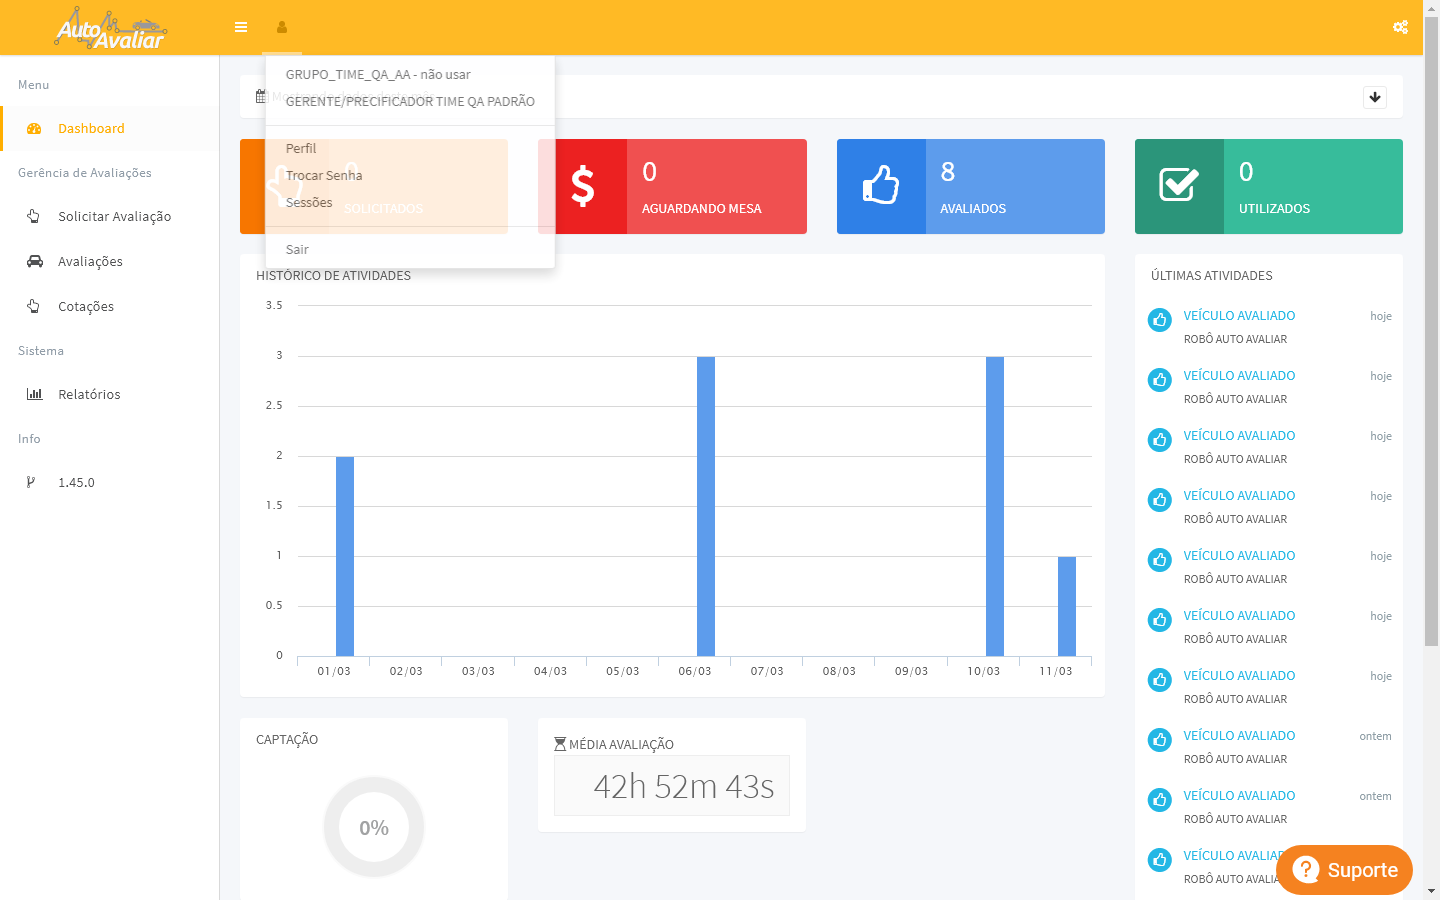 AutoAvaliar
Menu
Dashboard
Gerência de Avaliações
Solicitar Avaliação
Avaliações
Cotações
Sistema
Relatórios
Info
1.45.0
GRUPO_TIME_QA_AA - não usar
GERENTE/PRECIFICADOR TIME QA PADRÃO
Perfil
Trocar Senha
Sessões
Sair
0
SOLICITADOS
0
AGUARDANDO MESA
8
AVALIADOS
0
UTILIZADOS
HISTÓRICO DE ATIVIDADES
3.5
3
2.5
2
1.5
1
0.5
0
01/03 02/03 03/03 04/03 05/03 06/03 07/03 08/03 09/03 10/03 11/03
CAPTAÇÃO
0%
MÉDIA AVALIAÇÃO
42h 52m 43s
ÚLTIMAS ATIVIDADES
VEÍCULO AVALIADO hoje
ROBÔ AUTO AVALIAR
VEÍCULO AVALIADO hoje
ROBÔ AUTO AVALIAR
VEÍCULO AVALIADO hoje
ROBÔ AUTO AVALIAR
VEÍCULO AVALIADO hoje
ROBÔ AUTO AVALIAR
VEÍCULO AVALIADO hoje
ROBÔ AUTO AVALIAR
VEÍCULO AVALIADO hoje
ROBÔ AUTO AVALIAR
VEÍCULO AVALIADO hoje
ROBÔ AUTO AVALIAR
VEÍCULO AVALIADO ontem
ROBÔ AUTO AVALIAR
VEÍCULO AVALIADO ontem
ROBÔ AUTO AVALIAR
VEÍCULO
ROBÔ AUTO
Suporte